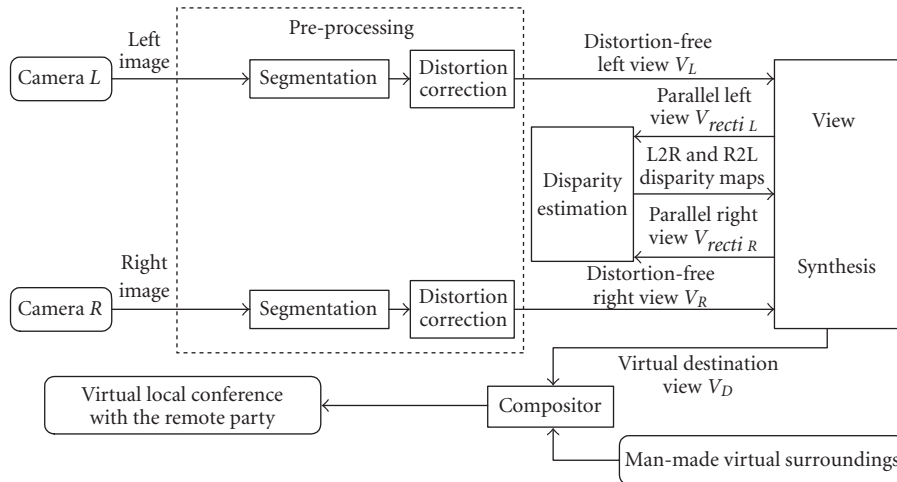 Pre-processing
Left
image
Camera L
Segmentation
Distortion
correction
Distortion-free
left view V_L
Parallel left
view V_recti L
View
L2R and R2L
disparity maps
Disparity
estimation
Parallel right
view V_recti R
Synthesis
Right
image
Camera R
Segmentation
Distortion
correction
Distortion-free
right view V_R
Virtual destination
view V_D
Virtual local conference
with the remote party
Compositor
Man-made virtual surroundings